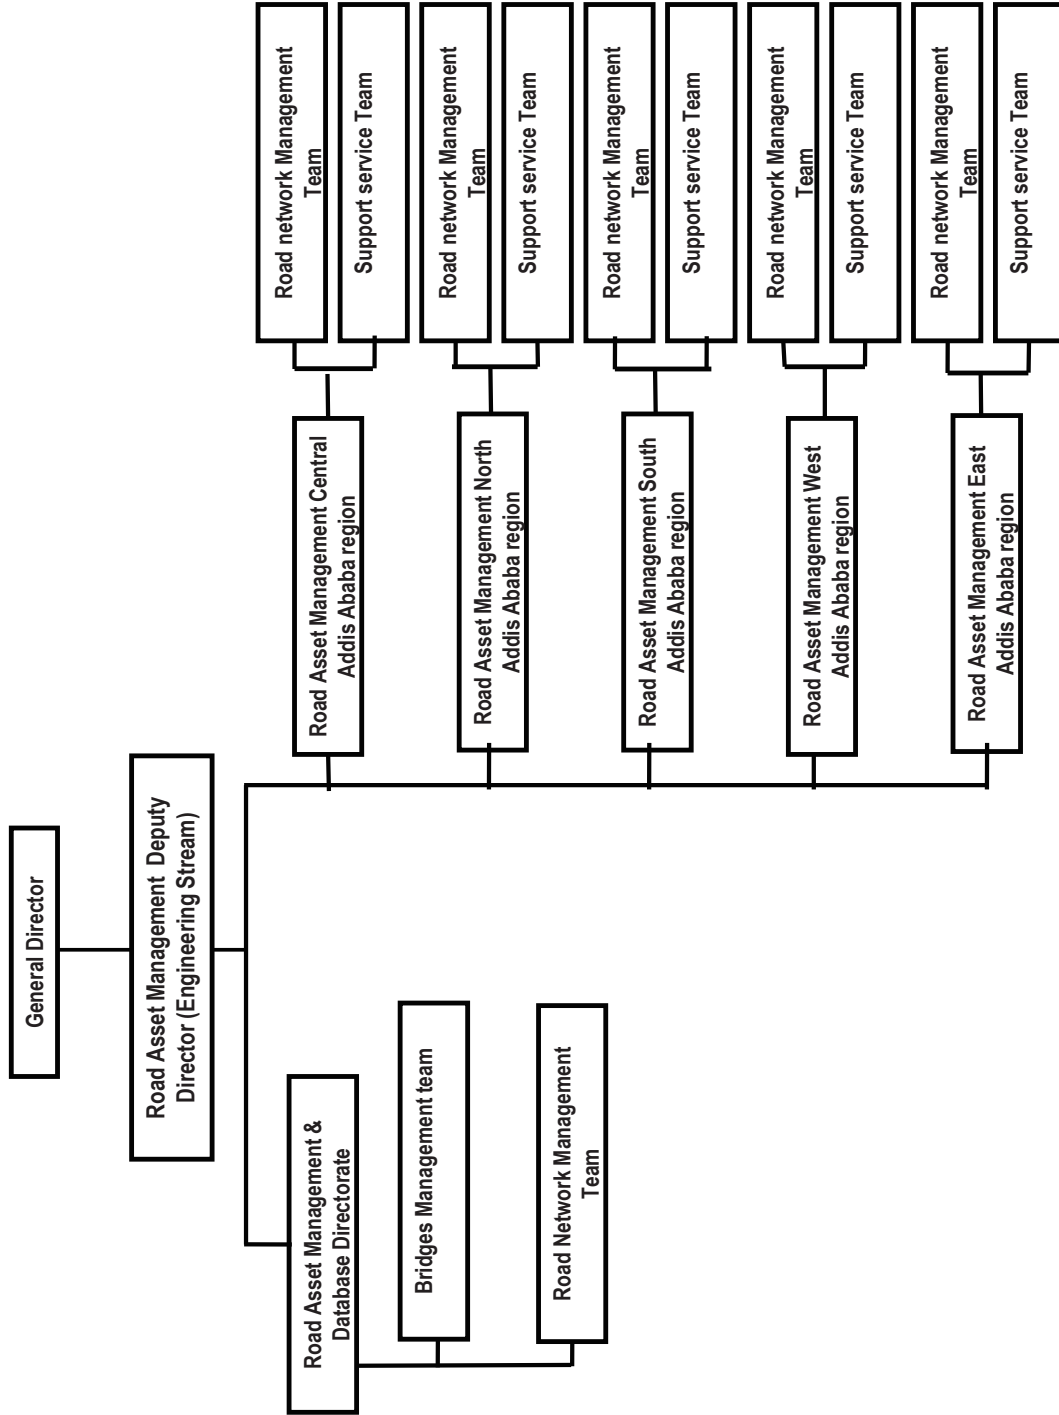 General Director
Road Asset Management Deputy
Director (Engineering Stream)
Road Asset Management &
Database Directorate
Bridges Management team
Road Network Management
Team
Road Asset Management Central
Addis Ababa region
Road network Management
Team
Support service Team
Road Asset Management North
Addis Ababa region
Road network Management
Team
Support service Team
Road Asset Management South
Addis Ababa region
Road network Management
Team
Support service Team
Road Asset Management West
Addis Ababa region
Road network Management
Team
Support service Team
Road Asset Management East
Addis Ababa region
Road network Management
Team
Support service Team